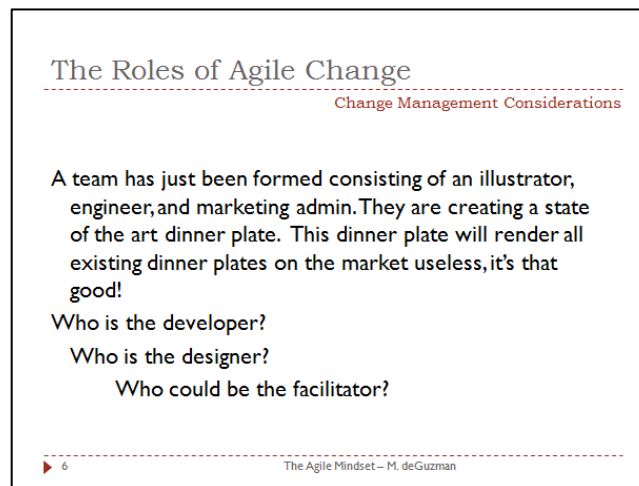 The Roles of Agile Change
Change Management Considerations
A team has just been formed consisting of an illustrator,
engineer, and marketing admin. They are creating a state
of the art dinner plate. This dinner plate will render all
existing dinner plates on the market useless, it's that
good!
Who is the developer?
Who is the designer?
Who could be the facilitator?
6
The Agile Mindset – M. deGuzman